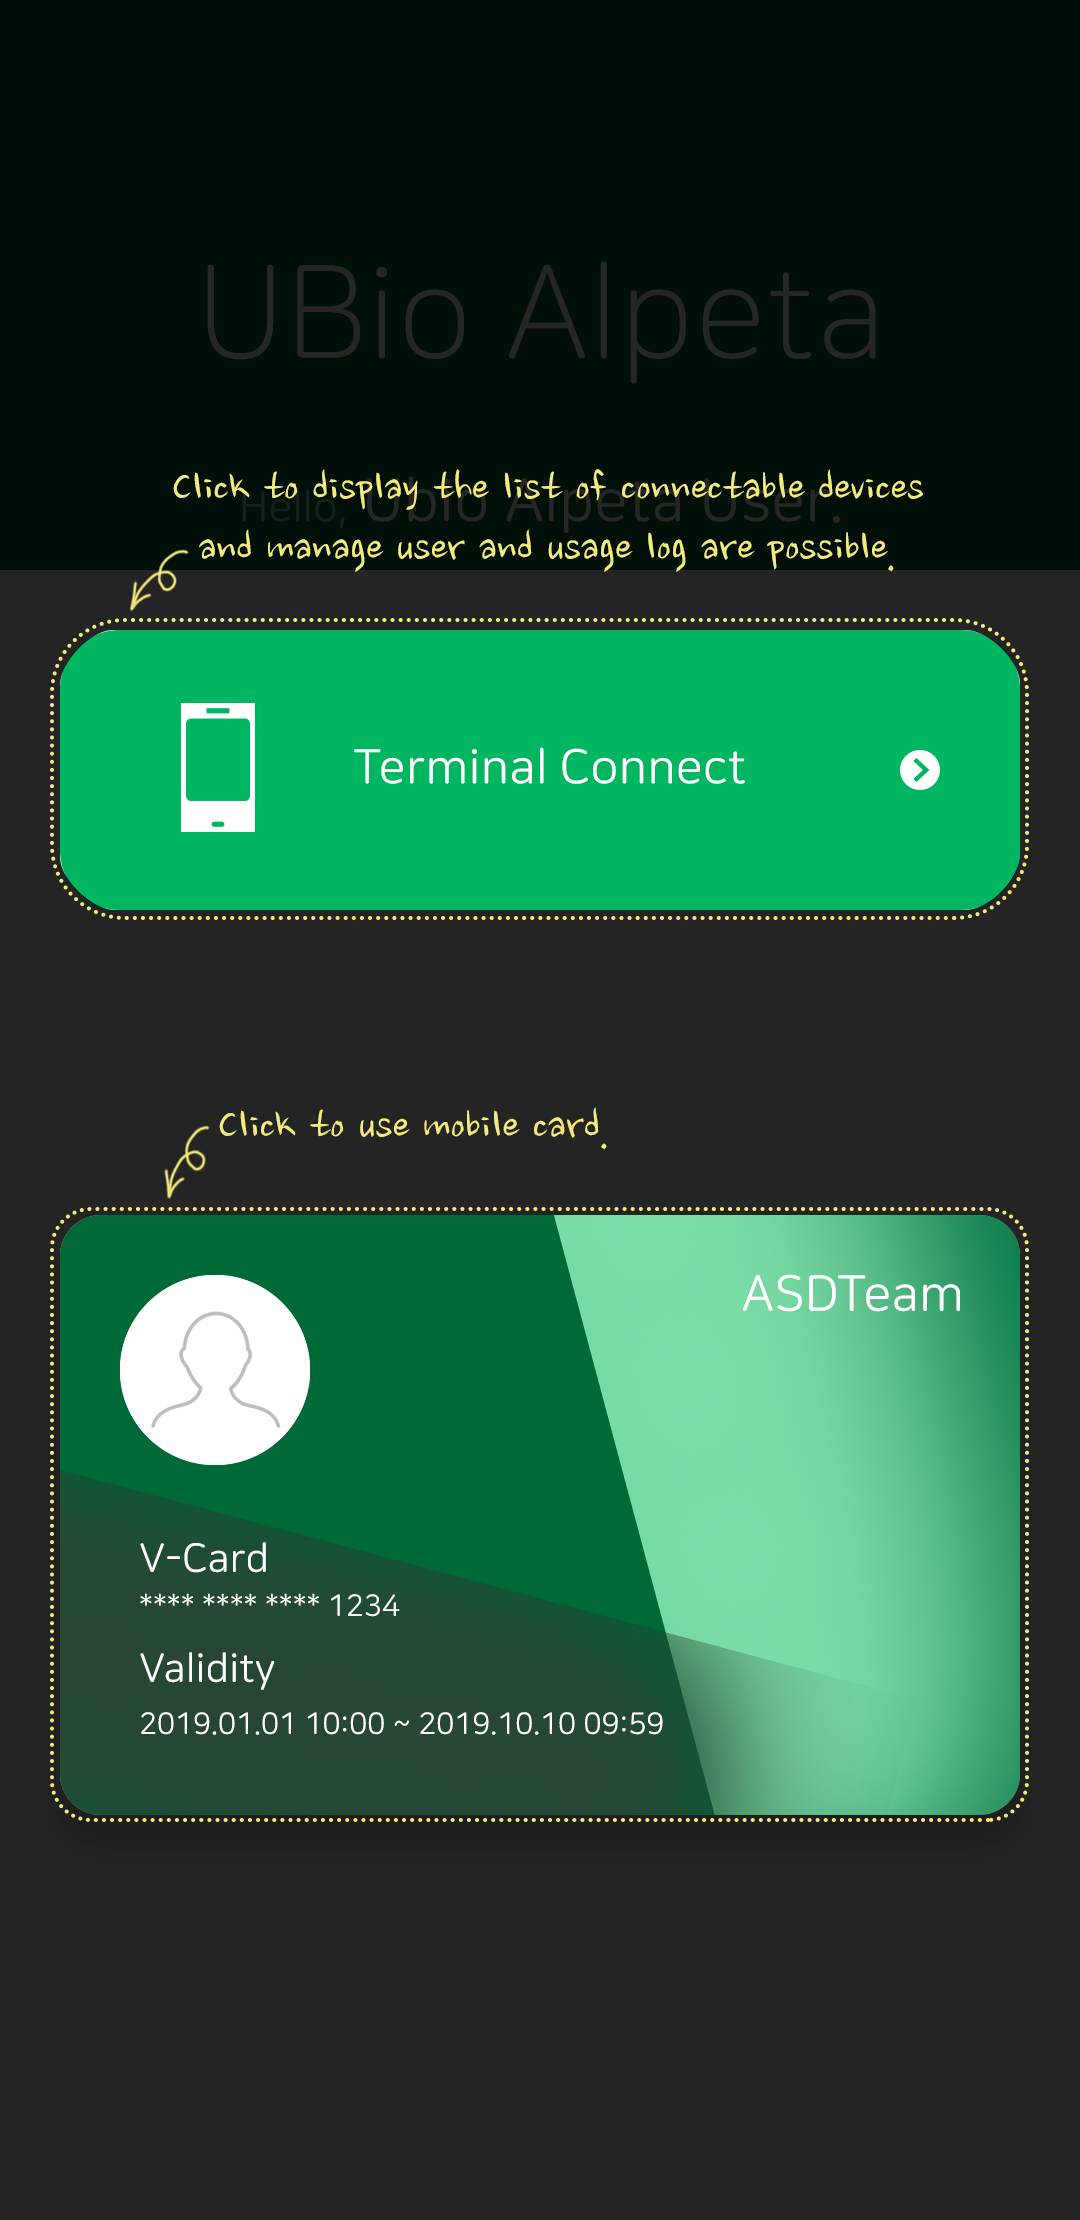 UBio Alpeta
Click to display the list of connectable devices
Hello, Ubio Alpeta User.
and manage user and usage log are possible.
Terminal Connect
Click to use mobile card.
ASDTeam
V-Card
**** **** **** 1234
Validity
2019.01.01 10:00 ~ 2019.10.10 09:59